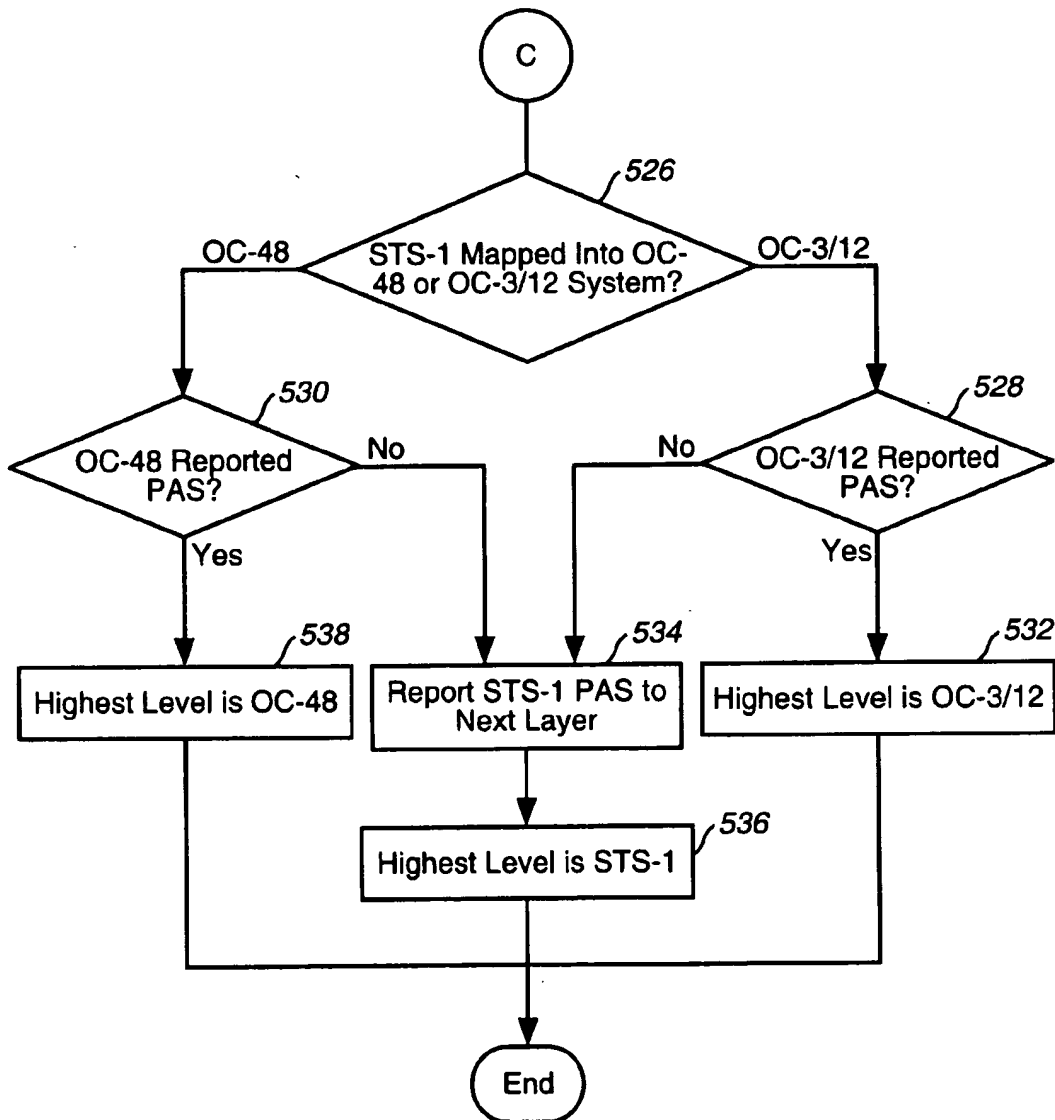 C
526
STS-1 Mapped Into OC-
48 or OC-3/12 System?
OC-48
OC-3/12
530
OC-48 Reported
PAS?
No
Yes
528
OC-3/12 Reported
PAS?
No
Yes
538
Highest Level is OC-48
534
Report STS-1 PAS to
Next Layer
532
Highest Level is OC-3/12
536
Highest Level is STS-1
End